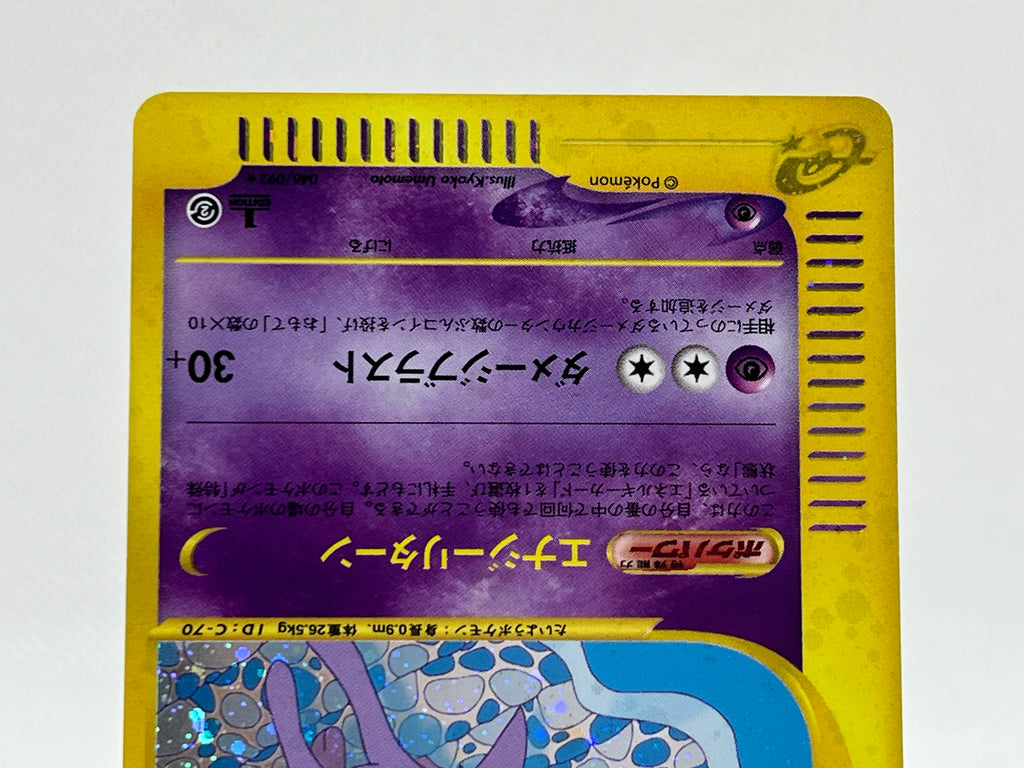 たいようポケモン：身長0.9m、体重26.5kg ID：C-70
ポケパワー
特殊能力
エナジーリターン
この力は、自分の番の中で何回でも使うことができる。自分の場のポケモンに
ついている「エネルギーカード」を1枚選び、手札にもどす。このポケモンが「特殊
状態」なら、この力を使うことはできない。
ダメージブラスト 30+
相手にのっているダメージカウンターの数ぶんコインを投げ、「おもて」の数×10
ダメージを追加する。
弱点 抵抗力 にげる
1 EDITION
© Pokémon Illus.Kyoko Umemoto 046/092★